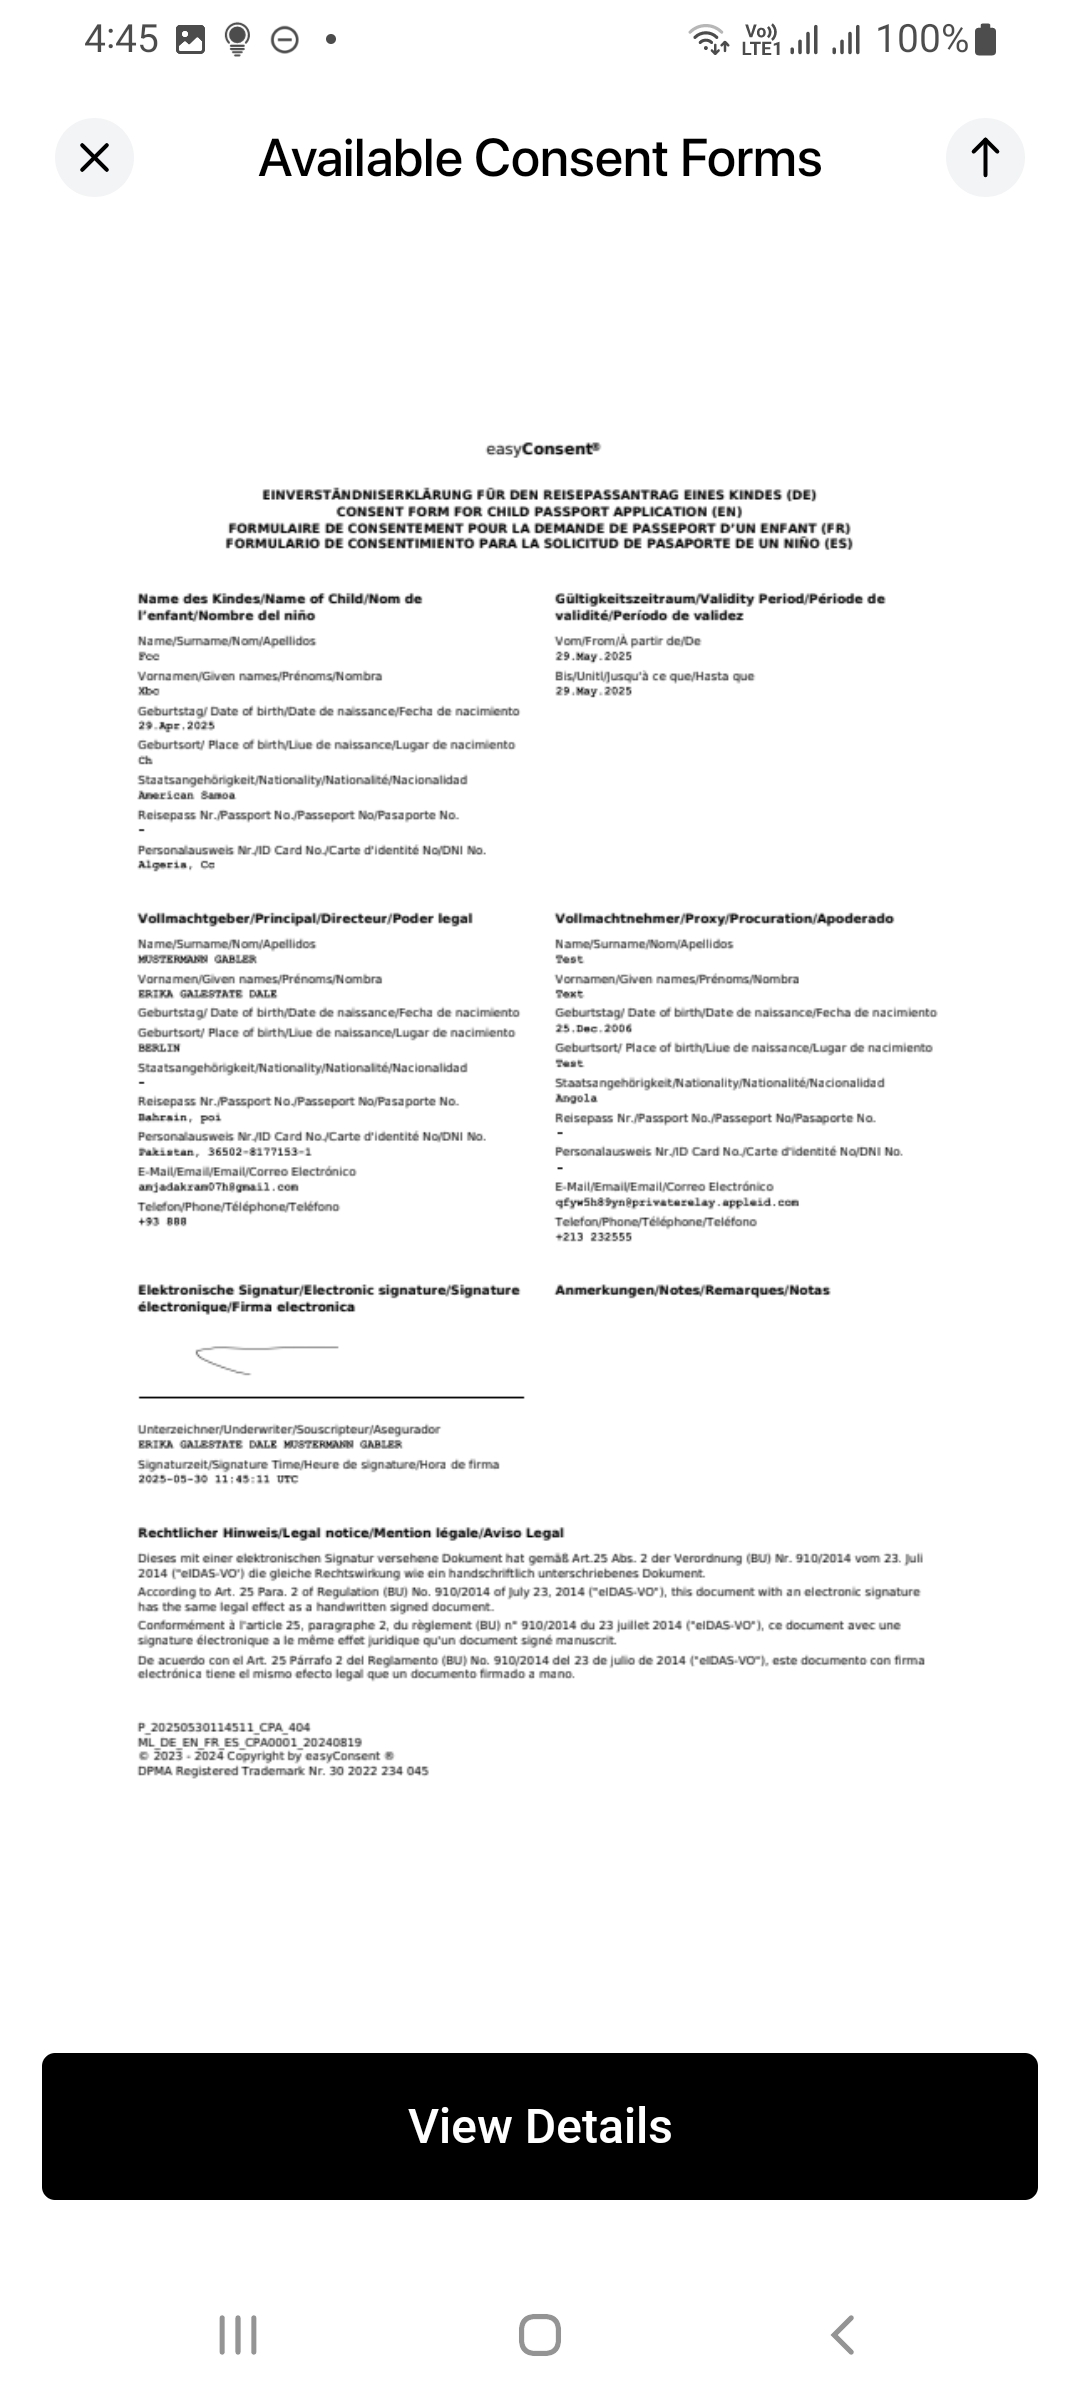 4:45
Vo)) LTE1 100%
Available Consent Forms
easyConsent®
EINVERSTÄNDNISERKLÄRUNG FÜR DEN REISEPASSANTRAG EINES KINDES (DE)
CONSENT FORM FOR CHILD PASSPORT APPLICATION (EN)
FORMULAIRE DE CONSENTEMENT POUR LA DEMANDE DE PASSEPORT D'UN ENFANT (FR)
FORMULARIO DE CONSENTIMIENTO PARA LA SOLICITUD DE PASAPORTE DE UN NIÑO (ES)
Name des Kindes/Name of Child/Nom de
l'enfant/Nombre del niño
Name/Surname/Nom/Apellidos
Fcc
Vornamen/Given names/Prénoms/Nombra
Xbc
Geburtstag/ Date of birth/Date de naissance/Fecha de nacimiento
29.Apr.2025
Geburtsort/ Place of birth/Liue de naissance/Lugar de nacimiento
Ch
Staatsangehörigkeit/Nationality/Nationalité/Nacionalidad
American Samoa
Reisepass Nr./Passport No./Passeport No/Pasaporte No.
-
Personalausweis Nr./ID Card No./Carte d'identité No/DNI No.
Algeria, Cc
Gültigkeitszeitraum/Validity Period/Période de
validité/Período de validez
Vom/From/À partir de/De
29.May.2025
Bis/Unitl/Jusqu'à ce que/Hasta que
29.May.2025
Vollmachtgeber/Principal/Directeur/Poder legal
Name/Surname/Nom/Apellidos
MUSTERMANN GABLER
Vornamen/Given names/Prénoms/Nombra
ERIKA GALESTATE DALE
Geburtstag/ Date of birth/Date de naissance/Fecha de nacimiento
Geburtsort/ Place of birth/Liue de naissance/Lugar de nacimiento
BERLIN
Staatsangehörigkeit/Nationality/Nationalité/Nacionalidad
-
Reisepass Nr./Passport No./Passeport No/Pasaporte No.
Bahrain, poi
Personalausweis Nr./ID Card No./Carte d'identité No/DNI No.
Pakistan, 36502-8177153-1
E-Mail/Email/Email/Correo Electrónico
amjadakram07h@gmail.com
Telefon/Phone/Téléphone/Teléfono
+93 888
Vollmachtnehmer/Proxy/Procuration/Apoderado
Name/Surname/Nom/Apellidos
Test
Vornamen/Given names/Prénoms/Nombra
Text
Geburtstag/ Date of birth/Date de naissance/Fecha de nacimiento
25.Dec.2006
Geburtsort/ Place of birth/Liue de naissance/Lugar de nacimiento
Test
Staatsangehörigkeit/Nationality/Nationalité/Nacionalidad
Angola
Reisepass Nr./Passport No./Passeport No/Pasaporte No.
-
Personalausweis Nr./ID Card No./Carte d'identité No/DNI No.
-
E-Mail/Email/Email/Correo Electrónico
qfyw5h89yn@privaterelay.appleid.com
Telefon/Phone/Téléphone/Teléfono
+213 232555
Elektronische Signatur/Electronic signature/Signature
électronique/Firma electronica
Anmerkungen/Notes/Remarques/Notas
Unterzeichner/Underwriter/Souscripteur/Asegurador
ERIKA GALESTATE DALE MUSTERMANN GABLER
Signaturzeit/Signature Time/Heure de signature/Hora de firma
2025-05-30 11:45:11 UTC
Rechtlicher Hinweis/Legal notice/Mention légale/Aviso Legal
Dieses mit einer elektronischen Signatur versehene Dokument hat gemäß Art.25 Abs. 2 der Verordnung (BU) Nr. 910/2014 vom 23. Juli
2014 ("eIDAS-VO") die gleiche Rechtswirkung wie ein handschriftlich unterschriebenes Dokument.
According to Art. 25 Para. 2 of Regulation (BU) No. 910/2014 of July 23, 2014 ("eIDAS-VO"), this document with an electronic signature
has the same legal effect as a handwritten signed document.
Conformément à l'article 25, paragraphe 2, du règlement (BU) n° 910/2014 du 23 juillet 2014 ("eIDAS-VO"), ce document avec une
signature électronique a le même effet juridique qu'un document signé manuscrit.
De acuerdo con el Art. 25 Párrafo 2 del Reglamento (BU) No. 910/2014 del 23 de julio de 2014 ("eIDAS-VO"), este documento con firma
electrónica tiene el mismo efecto legal que un documento firmado a mano.
P_20250530114511_CPA_404
ML_DE_EN_FR_ES_CPA0001_20240819
© 2023 - 2024 Copyright by easyConsent ®
DPMA Registered Trademark Nr. 30 2022 234 045
View Details